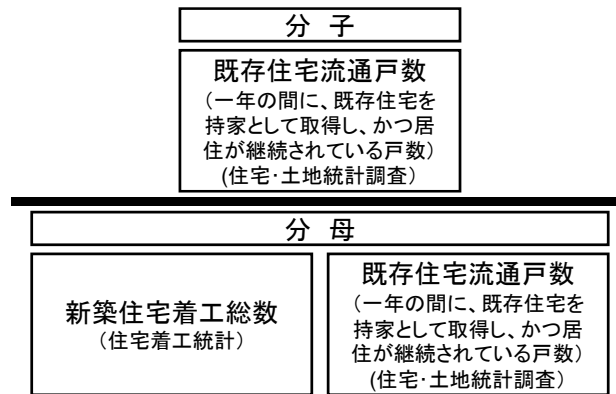 分 子
既存住宅流通戸数
（一年の間に、既存住宅を
持家として取得し、かつ居
住が継続されている戸数）
(住宅･土地統計調査）
分 母
新築住宅着工総数
（住宅着工統計）
既存住宅流通戸数
（一年の間に、既存住宅を
持家として取得し、かつ居
住が継続されている戸数）
(住宅･土地統計調査）